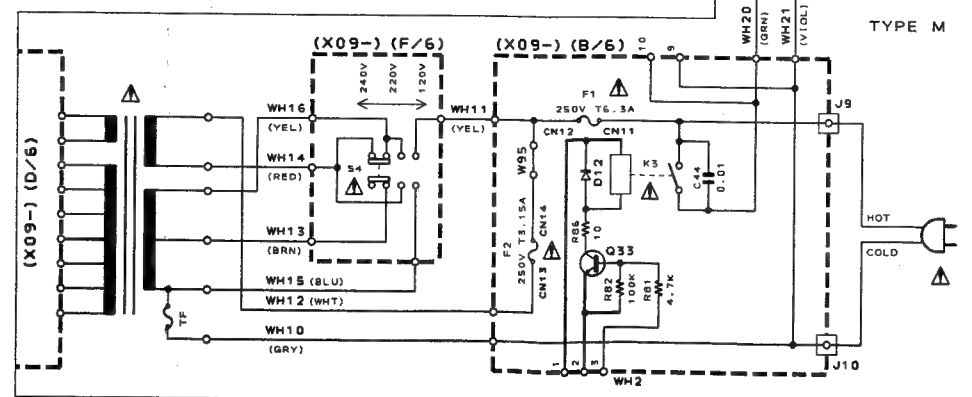 WH20
(GRN)
WH21
(VIOL)
TYPE M
(X09-) (F/6)
(X09-) (B/6)
10
9
240V
220V
120V
F1
250V T6.3A
WH16
(YEL)
WH11
(YEL)
J9
CN12
CN11
WH14
(RED)
S4
W95
D12
K3
C44
0.01
(X09-) (D/6)
F2
250V T3.15A
CN14
CN13
R86
10
HOT
COLD
WH13
(BRN)
Q33
R82
100K
R81
4.7K
WH15 (BLU)
WH12 (WHT)
TF
WH10
(GRY)
1
2
3
WH2
J10